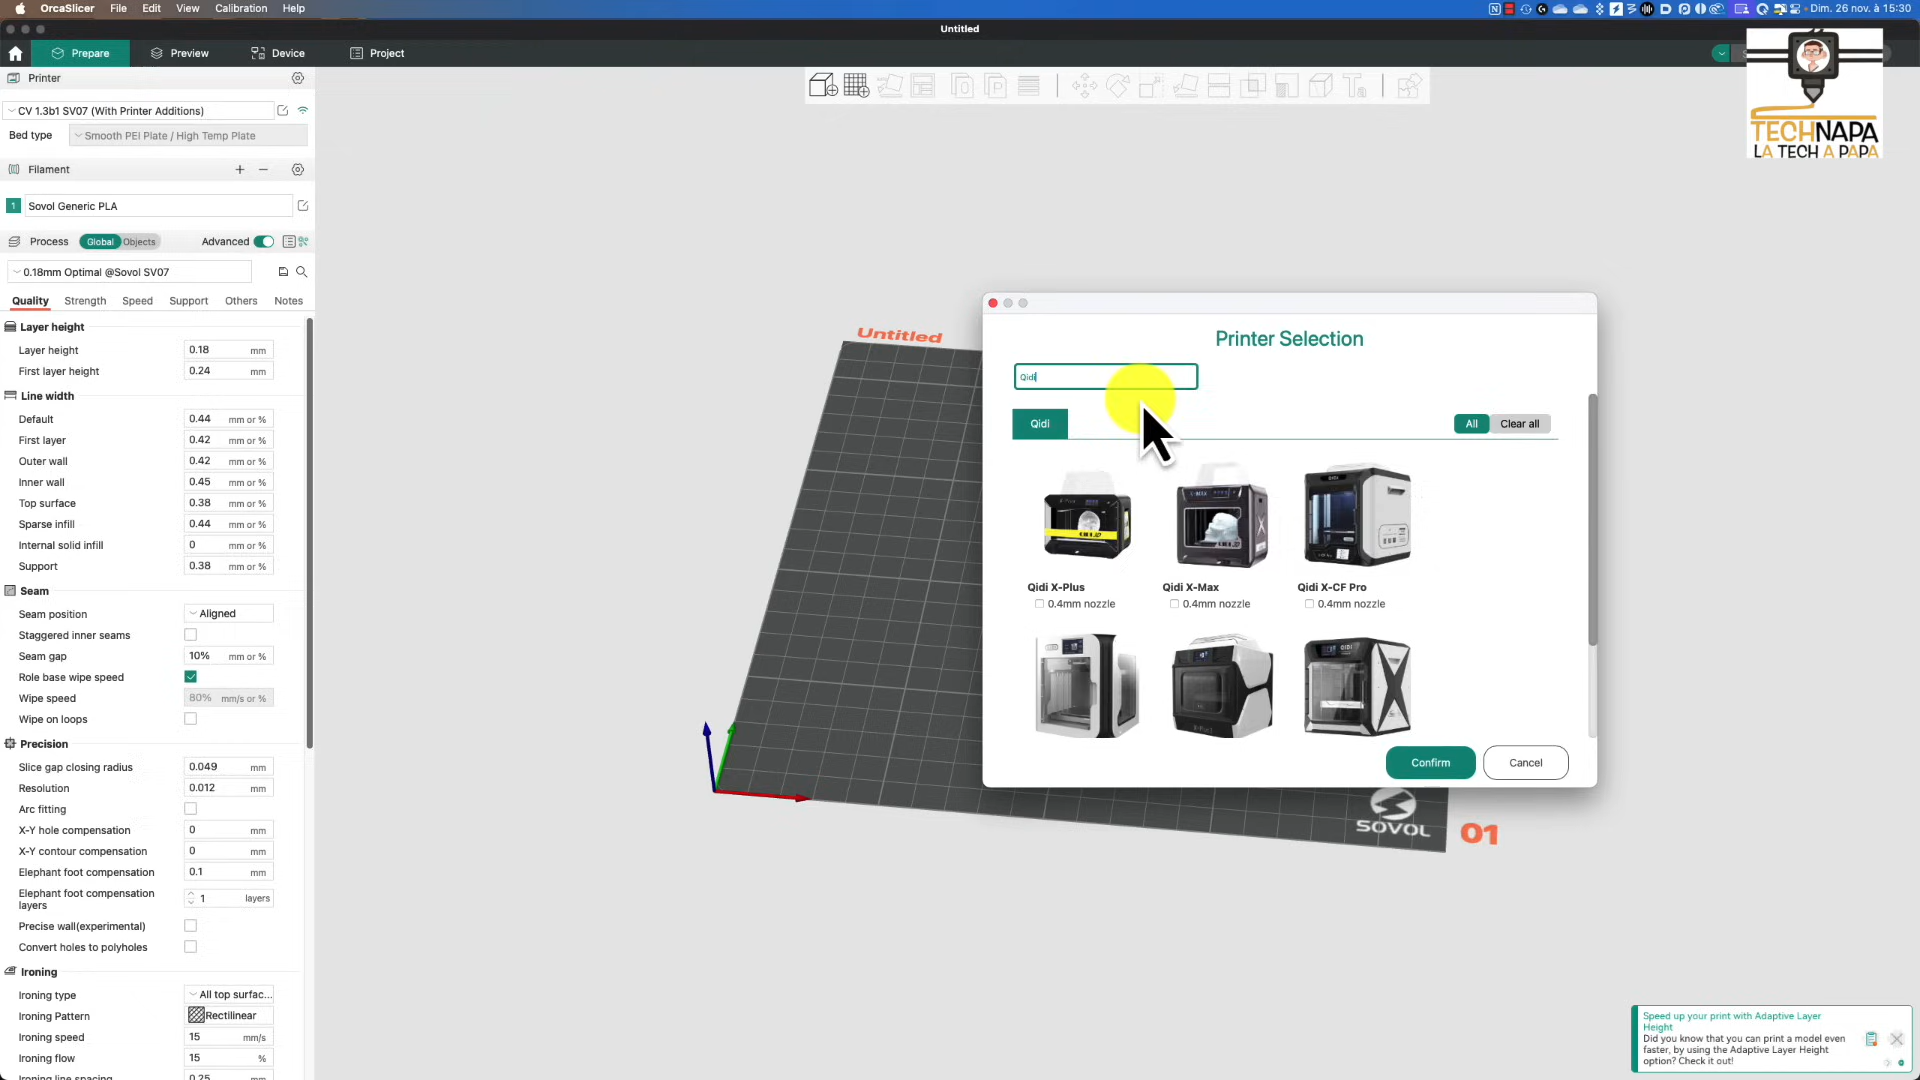 OrcaSlicer File Edit View Calibration Help
Dim. 26 nov. à 15:30
Untitled
Prepare Preview Device Project
Printer
CV 1.3b1 SV07 (With Printer Additions)
Bed type Smooth PEI Plate / High Temp Plate
Filament
1 Sovol Generic PLA
Process Global Objects Advanced
0.18mm Optimal @Sovol SV07
Quality Strength Speed Support Others Notes
Layer height
Layer height 0.18 mm
First layer height 0.24 mm
Line width
Default 0.44 mm or %
First layer 0.42 mm or %
Outer wall 0.42 mm or %
Inner wall 0.45 mm or %
Top surface 0.38 mm or %
Sparse infill 0.44 mm or %
Internal solid infill 0 mm or %
Support 0.38 mm or %
Seam
Seam position Aligned
Staggered inner seams
Seam gap 10% mm or %
Role base wipe speed
Wipe speed 80% mm/s or %
Wipe on loops
Precision
Slice gap closing radius 0.049 mm
Resolution 0.012 mm
Arc fitting
X-Y hole compensation 0 mm
X-Y contour compensation 0 mm
Elephant foot compensation 0.1 mm
Elephant foot compensation
layers 1 layers
Precise wall(experimental)
Convert holes to polyholes
Ironing
Ironing type All top surfac...
Ironing Pattern Rectilinear
Ironing speed 15 mm/s
Ironing flow 15 %
Ironing line spacing 0.25 mm
TECHNAPA
LA TECH A PAPA
Untitled
SOVOL
01
Printer Selection
Qidi
Qidi
All Clear all
Qidi X-Plus Qidi X-Max Qidi X-CF Pro
0.4mm nozzle 0.4mm nozzle 0.4mm nozzle
Confirm Cancel
Speed up your print with Adaptive Layer
Height
Did you know that you can print a model even
faster, by using the Adaptive Layer Height
option? Check it out!